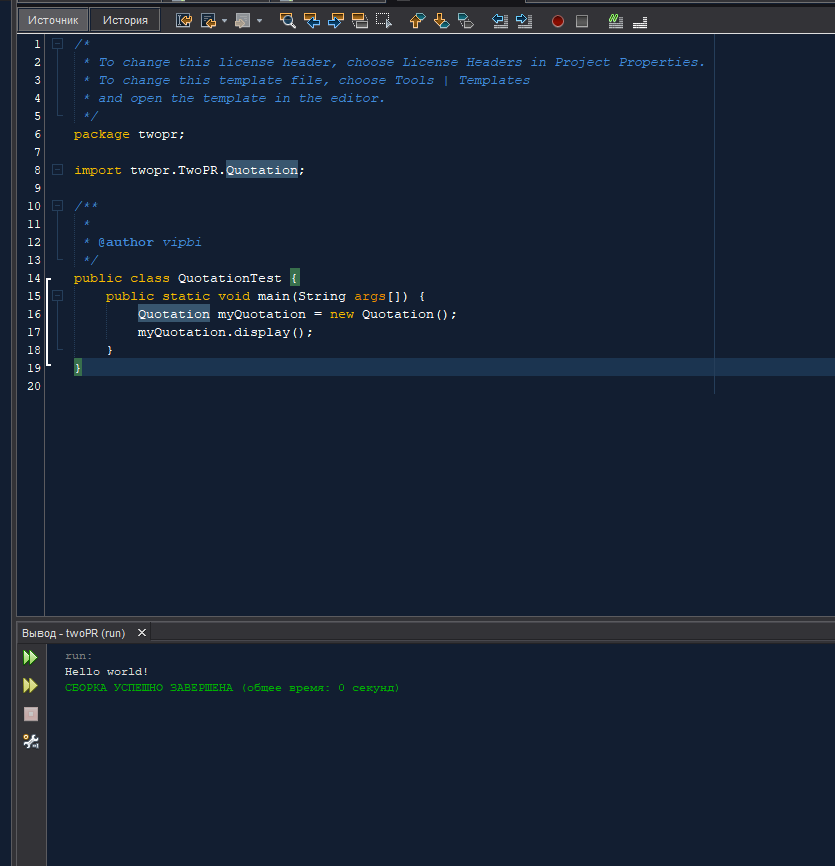 Источник История
1 /*
2 * To change this license header, choose License Headers in Project Properties.
3 * To change this template file, choose Tools | Templates
4 * and open the template in the editor.
5 */
6 package twopr;
7
8 import twopr.TwoPR.Quotation;
9
10 /**
11 *
12 * @author vipbi
13 */
14 public class QuotationTest {
15 public static void main(String args[]) {
16 Quotation myQuotation = new Quotation();
17 myQuotation.display();
18 }
19 }
20
Вывод - twoPR (run)
run:
Hello world!
СБОРКА УСПЕШНО ЗАВЕРШЕНА (общее время: 0 секунд)